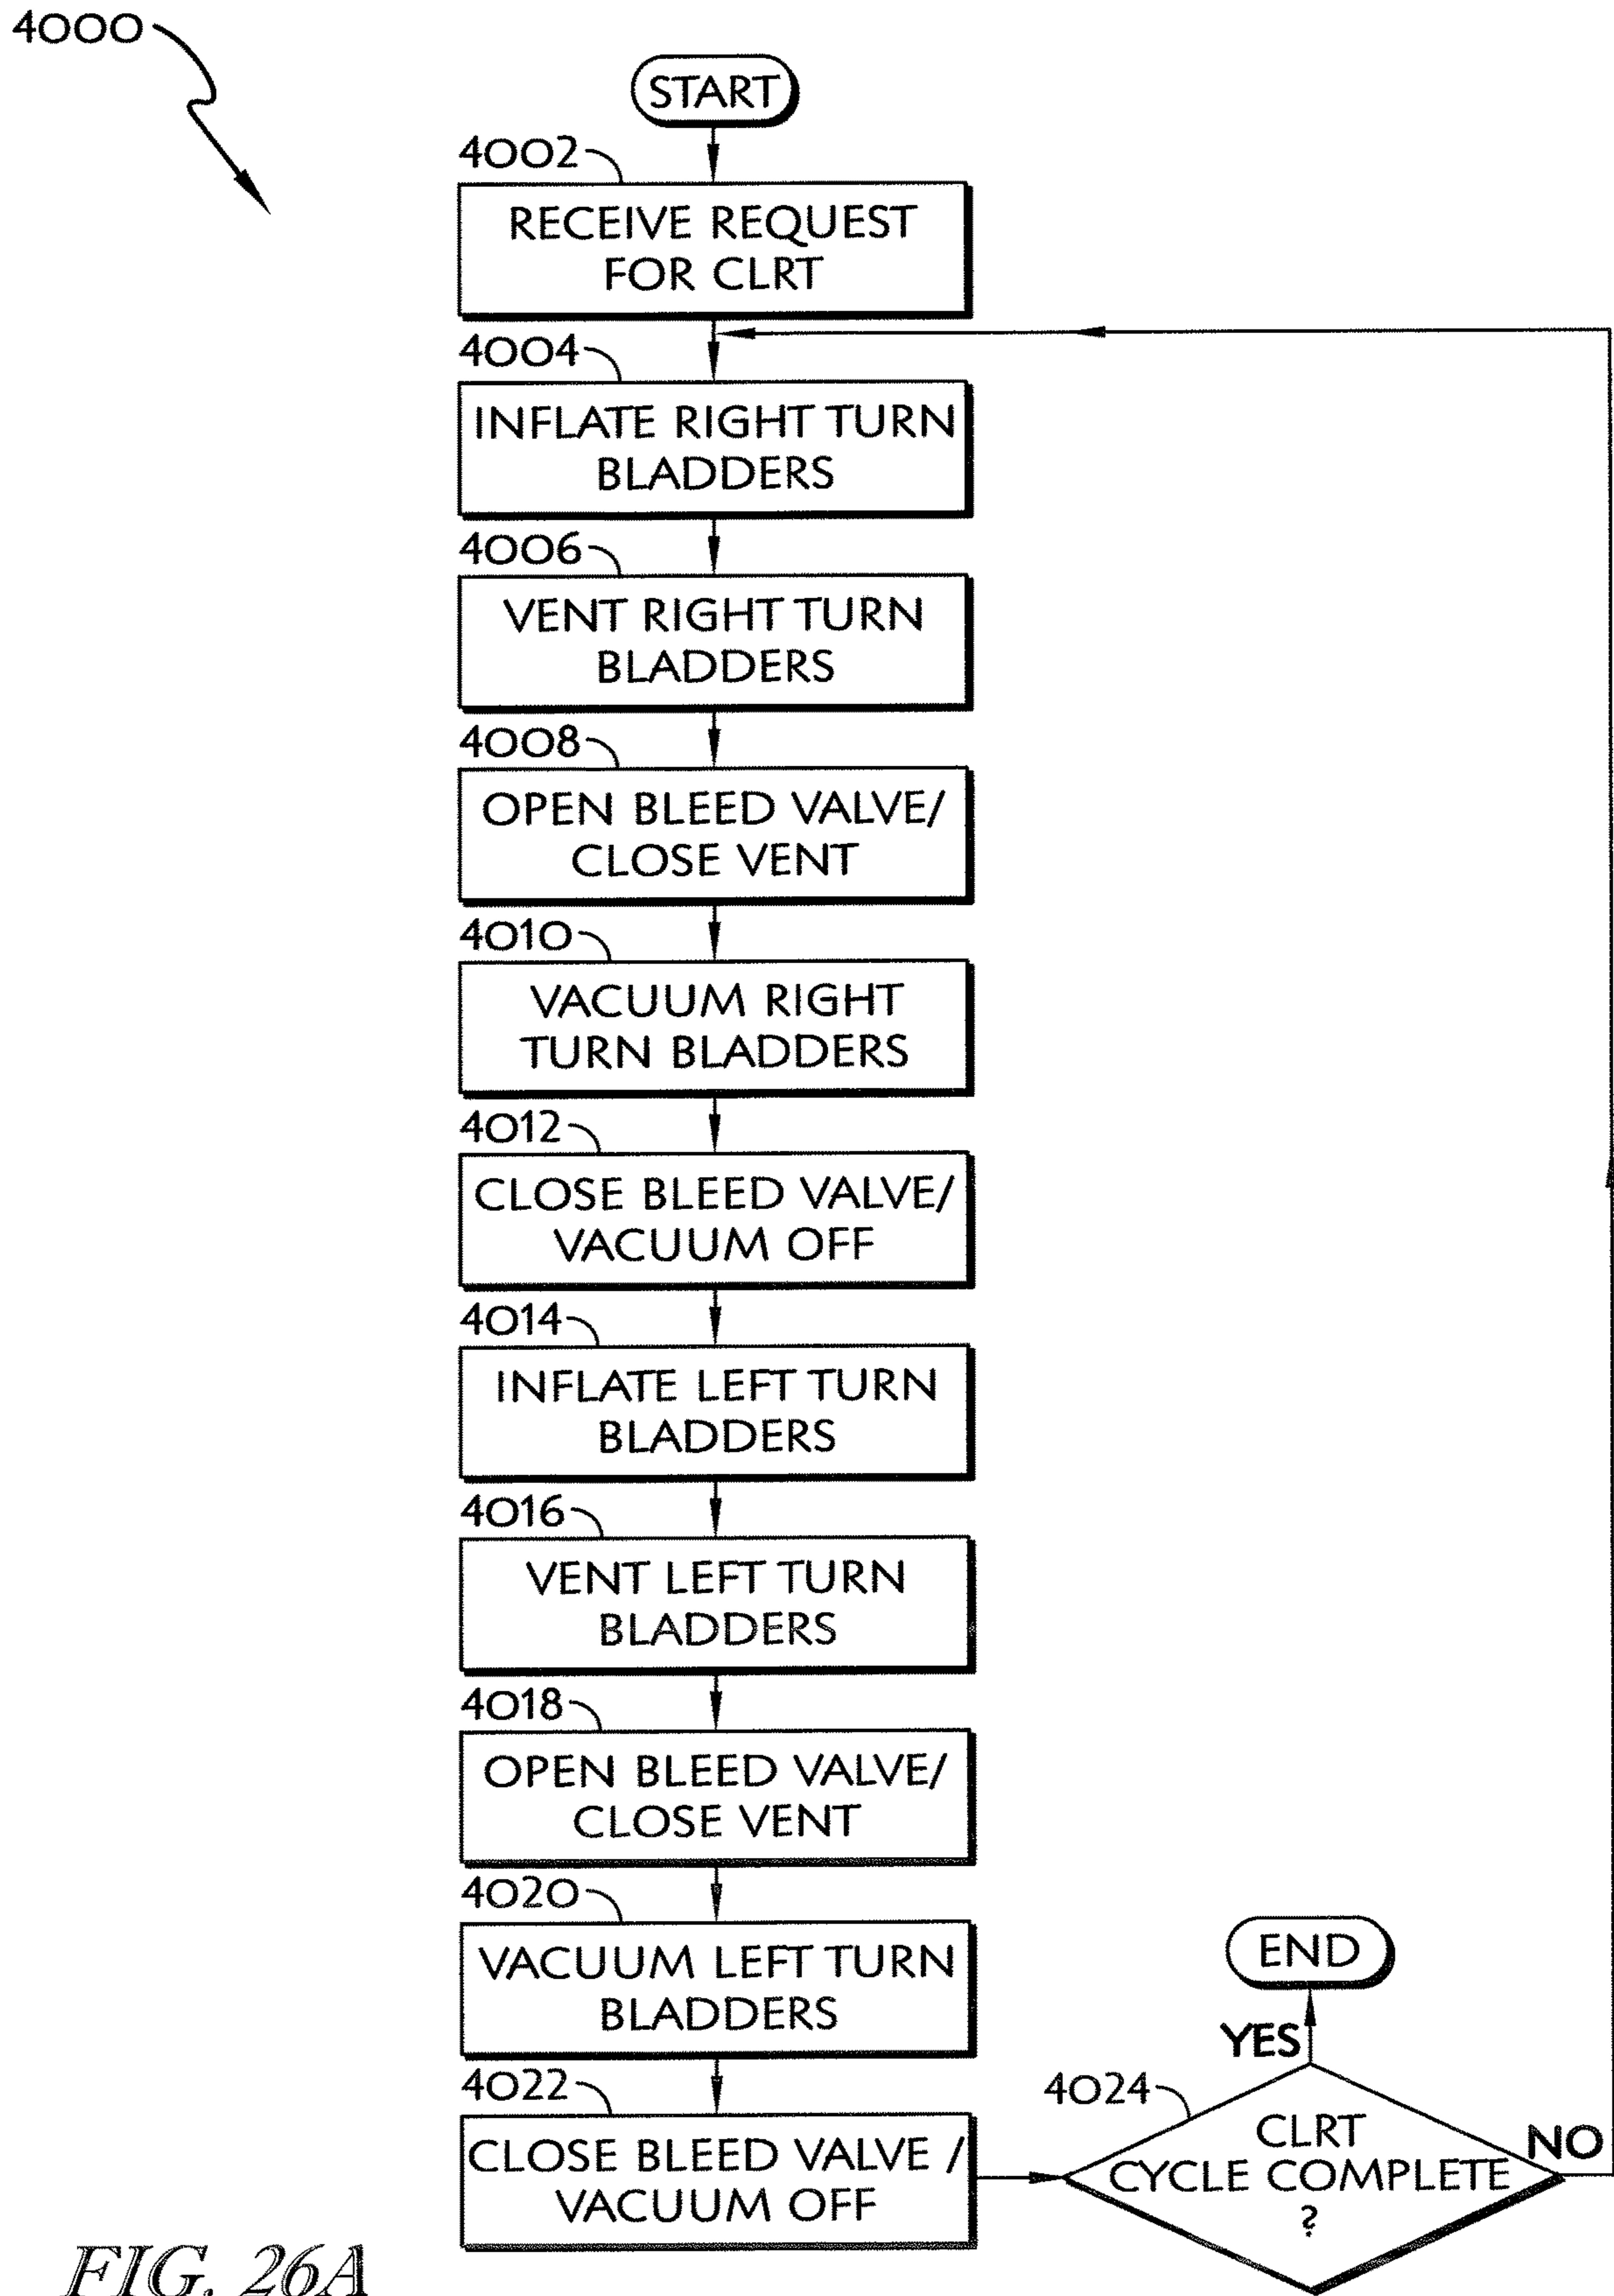 4000
START
4002
RECEIVE REQUEST
FOR CLRT
4004
INFLATE RIGHT TURN
BLADDERS
4006
VENT RIGHT TURN
BLADDERS
4008
OPEN BLEED VALVE/
CLOSE VENT
4010
VACUUM RIGHT
TURN BLADDERS
4012
CLOSE BLEED VALVE/
VACUUM OFF
4014
INFLATE LEFT TURN
BLADDERS
4016
VENT LEFT TURN
BLADDERS
4018
OPEN BLEED VALVE/
CLOSE VENT
4020
VACUUM LEFT TURN
BLADDERS
4022
CLOSE BLEED VALVE /
VACUUM OFF
4024
CLRT
CYCLE COMPLETE
?
YES
END
NO
FIG. 26A